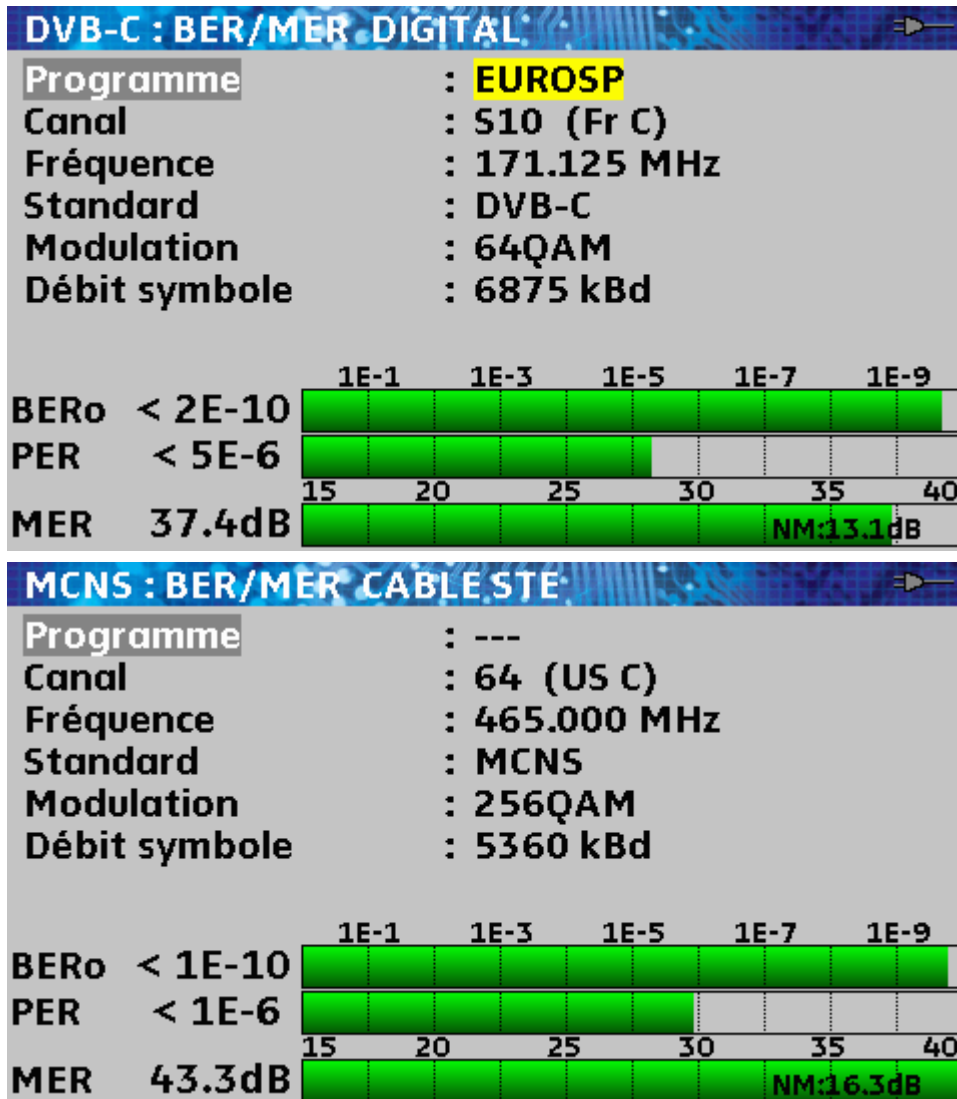 DVB-C : BER/MER DIGITAL
Programme : EUROSP
Canal : S10 (Fr C)
Fréquence : 171.125 MHz
Standard : DVB-C
Modulation : 64QAM
Débit symbole : 6875 kBd
1E-1 1E-3 1E-5 1E-7 1E-9
BERo < 2E-10
PER < 5E-6
15 20 25 30 35 40
MER 37.4dB NM:13.1dB
MCNS : BER/MER CABLE STE
Programme : ---
Canal : 64 (US C)
Fréquence : 465.000 MHz
Standard : MCNS
Modulation : 256QAM
Débit symbole : 5360 kBd
1E-1 1E-3 1E-5 1E-7 1E-9
BERo < 1E-10
PER < 1E-6
15 20 25 30 35 40
MER 43.3dB NM:16.3dB